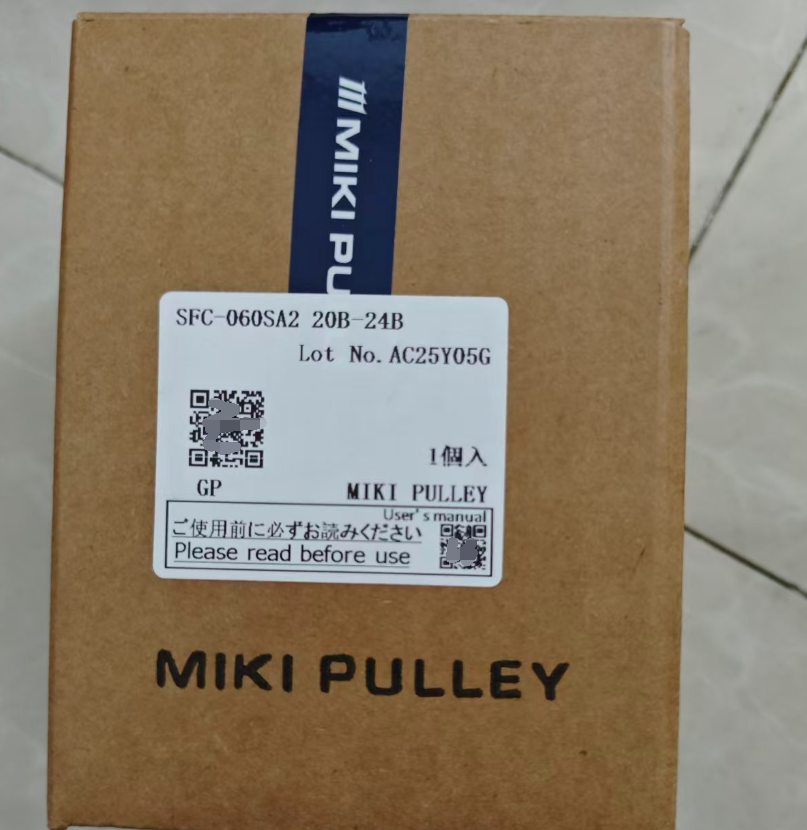 MIKI PU
SFC-060SA2 20B-24B
Lot No. AC25Y05G
1個入
GP
MIKI PULLEY
User's manual
ご使用前に必ずお読みください
Please read before use
MIKI PULLEY